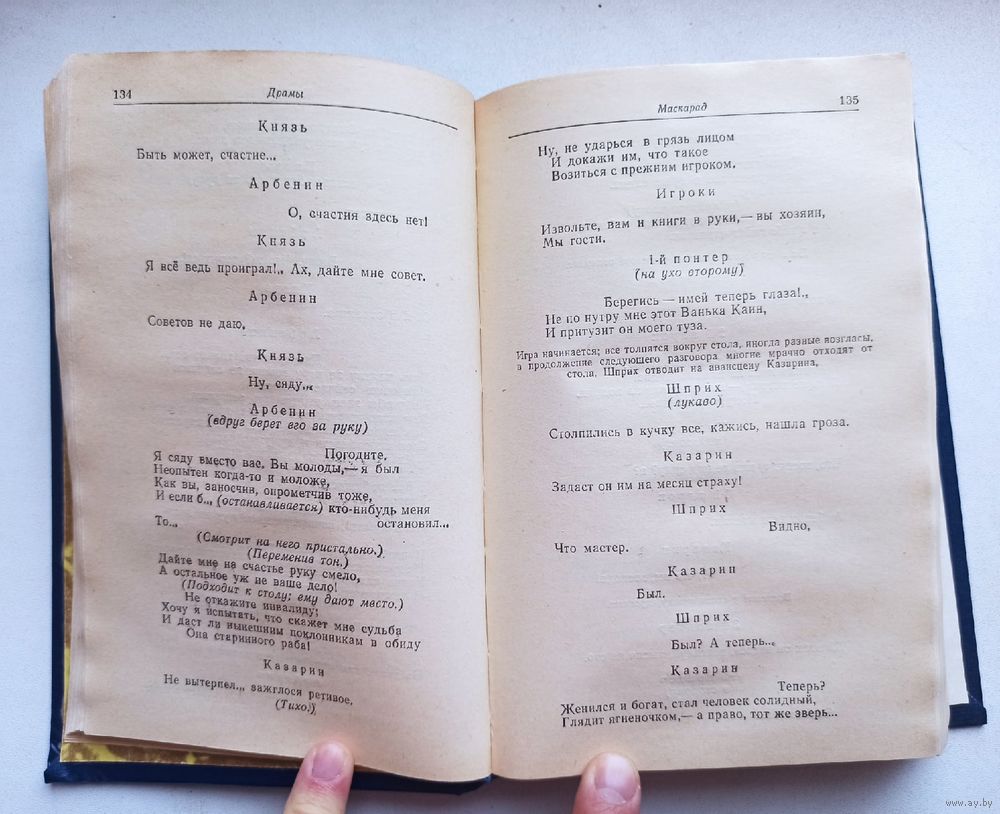 134
Драмы
Князь
Быть может, счастие...
Арбенин
О, счастия здесь нет!
Князь
Я всё ведь проиграл!.. Ах, дайте мне совет.
Арбенин
Советов не даю.
Князь
Ну, сяду...
Арбенин
(вдруг берет его за руку)
Погодите.
Я сяду вместо вас. Вы молоды,— я был
Неопытен когда-то и моложе,
Как вы, заносчив, опрометчив тоже,
И если б... (останавливается) кто-нибудь меня
остановил...
То...
(Смотрит на него пристально.)
(Переменив тон.)
Дайте мне на счастье руку смело,
А остальное уж не ваше дело!
(Подходит к столу; ему дают место.)
Не откажите инвалиду;
Хочу я испытать, что скажет мне судьба
И даст ли нынешним поклонникам в обиду
Она старинного раба!
Казарин
Не вытерпел... зажглося ретивое.
(Тихо.)
Маскарад
135
Ну, не ударься в грязь лицом
И докажи им, что такое
Возиться с прежним игроком.
Игроки
Извольте, вам и книги в руки,— вы хозяин,
Мы гости.
1-й понтер
(на ухо второму)
Берегись — имей теперь глаза!..
Не по нутру мне этот Ванька Каин,
И притузит он моего туза.
Игра начинается; все толпятся вокруг стола, иногда разные возгласы,
в продолжение следующего разговора многие мрачно отходят от
стола. Шприх отводит на авансцену Казарина.
Шприх
(лукаво)
Столпились в кучку все, кажись, нашла гроза.
Казарин
Задаст он им на месяц страху!
Шприх
Видно,
Что мастер.
Казарин
Был.
Шприх
Был? А теперь...
Казарин
Теперь?
Женился и богат, стал человек солидный,
Глядит ягненочком,— а право, тот же зверь...
www.ay.by